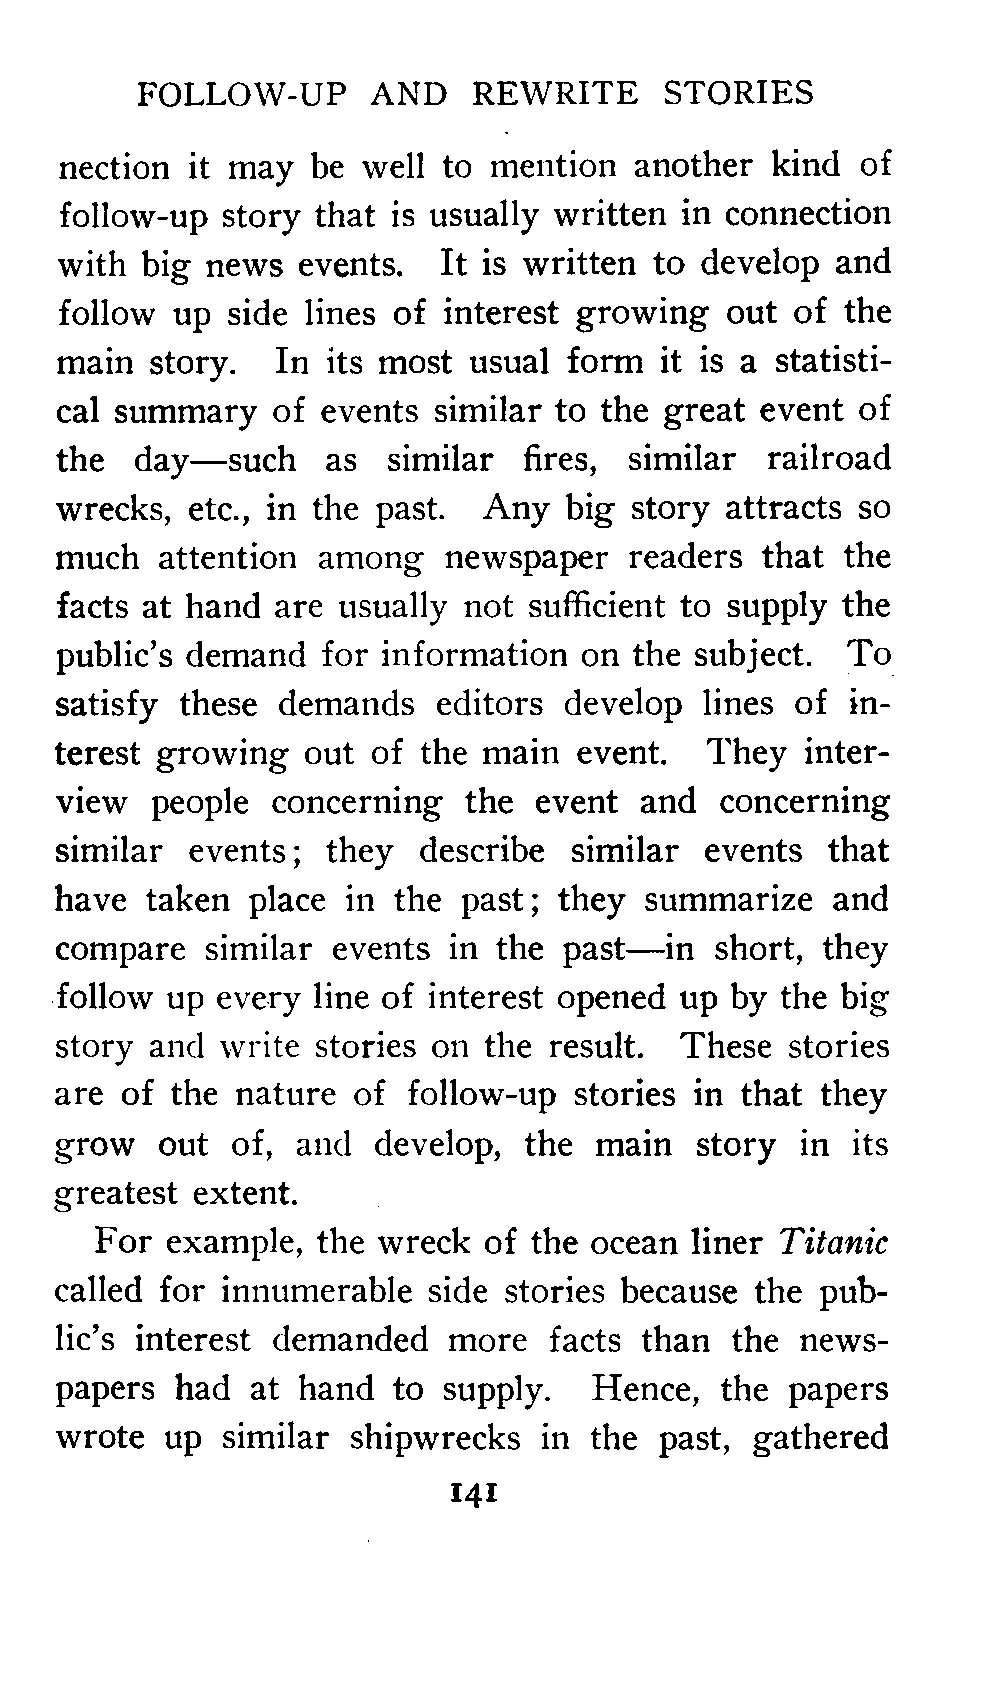 FOLLOW-UP AND REWRITE STORIES
nection it may be well to mention another kind of
follow-up story that is usually written in connection
with big news events. It is written to develop and
follow up side lines of interest growing out of the
main story. In its most usual form it is a statisti-
cal summary of events similar to the great event of
the day—such as similar fires, similar railroad
wrecks, etc., in the past. Any big story attracts so
much attention among newspaper readers that the
facts at hand are usually not sufficient to supply the
public's demand for information on the subject. To
satisfy these demands editors develop lines of in-
terest growing out of the main event. They inter-
view people concerning the event and concerning
similar events; they describe similar events that
have taken place in the past; they summarize and
compare similar events in the past—in short, they
follow up every line of interest opened up by the big
story and write stories on the result. These stories
are of the nature of follow-up stories in that they
grow out of, and develop, the main story in its
greatest extent.
For example, the wreck of the ocean liner Titanic
called for innumerable side stories because the pub-
lic's interest demanded more facts than the news-
papers had at hand to supply. Hence, the papers
wrote up similar shipwrecks in the past, gathered
141